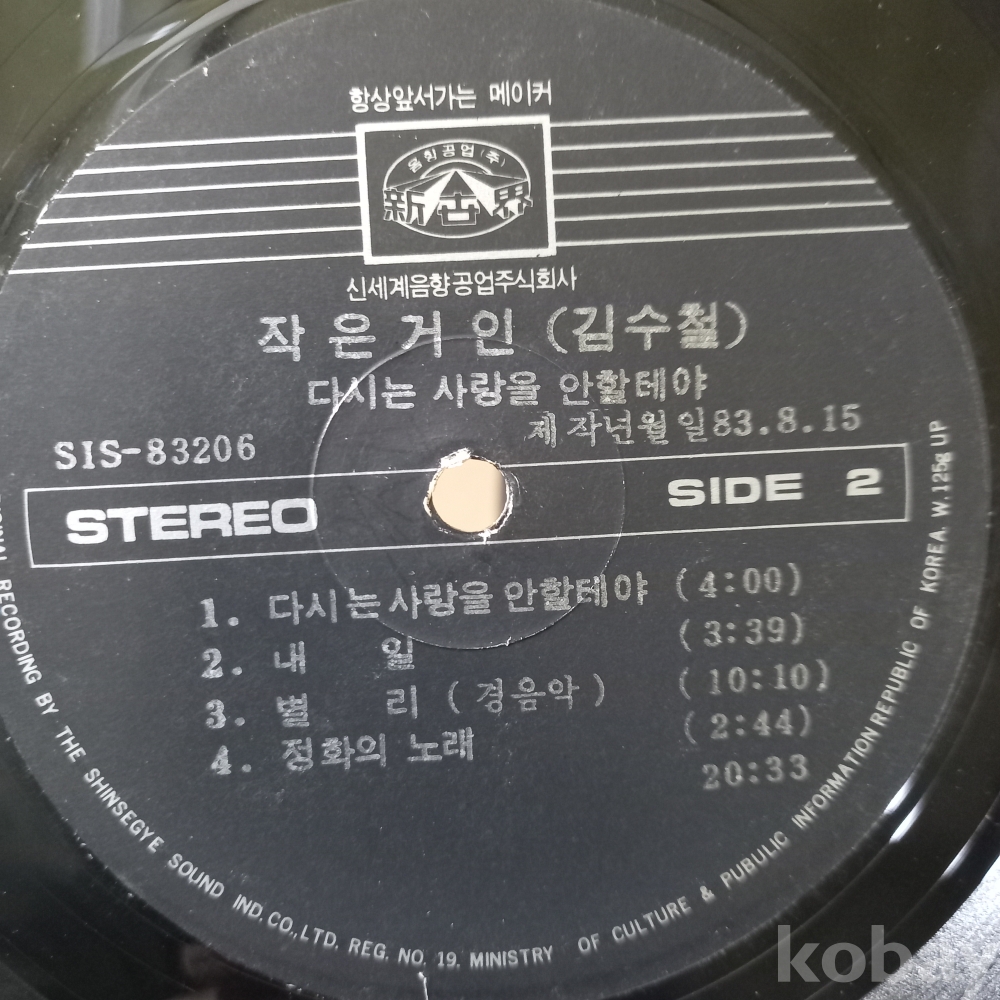 항상앞서가는 메이커
음향공업(주)
新世界
신세계음향공업주식회사
작은거인(김수철)
다시는 사랑을 안할테야
제작년월일83.8.15
SIS-83206
STEREO SIDE 2
1. 다시는사랑을안할테야 (4:00)
2. 내 일 (3:39)
3. 별 리 (경음악) (10:10)
4. 정화의 노래 (2:44)
20:33
RECORDING BY THE SHINSEGYE SOUND IND. CO., LTD. REG. NO. 19. MINISTRY OF CULTURE & PUBULIC INFORMATION REPUBLIC OF KOREA. W. 125g UP